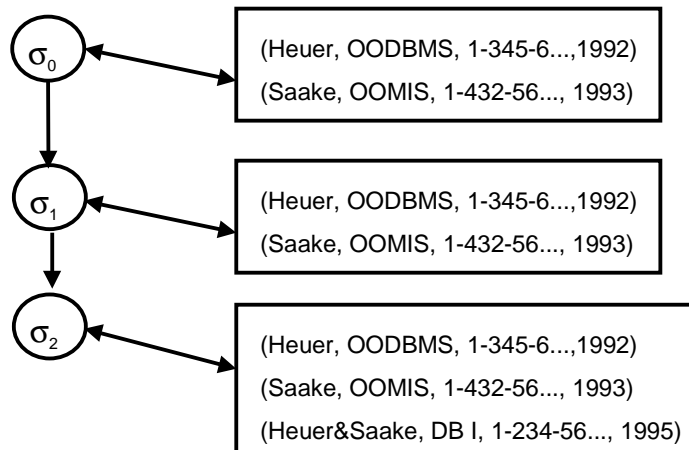 σ₀
(Heuer, OODBMS, 1-345-6...,1992)
(Saake, OOMIS, 1-432-56..., 1993)
σ₁
(Heuer, OODBMS, 1-345-6...,1992)
(Saake, OOMIS, 1-432-56..., 1993)
σ₂
(Heuer, OODBMS, 1-345-6...,1992)
(Saake, OOMIS, 1-432-56..., 1993)
(Heuer&Saake, DB I, 1-234-56..., 1995)